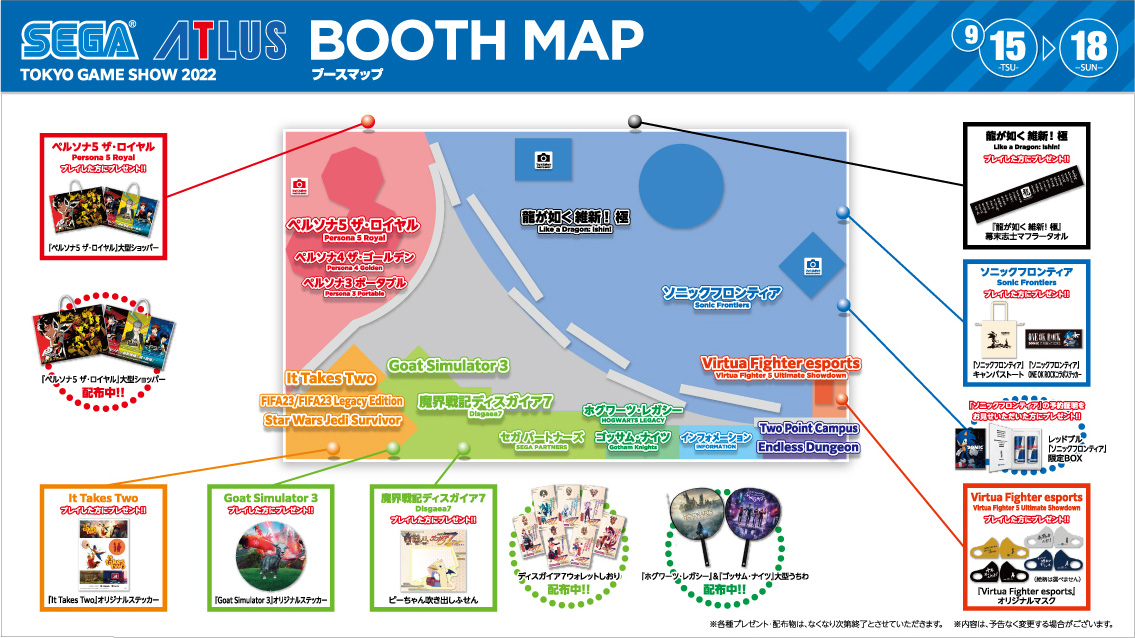 SEGA® ATLUS BOOTH MAP
TOKYO GAME SHOW 2022
ブースマップ
9 15 -TSU- 18 -SUN-
ペルソナ5 ザ・ロイヤル
Persona 5 Royal
プレイした方にプレゼント!!
『ペルソナ5 ザ・ロイヤル』大型ショッパー
『ペルソナ5 ザ・ロイヤル』大型ショッパー
配布中!!
ペルソナ5 ザ・ロイヤル
Persona 5 Royal
ペルソナ4 ザ・ゴールデン
Persona 4 Golden
ペルソナ3 ポータブル
Persona 3 Portable
龍が如く 維新! 極
Like a Dragon: Ishin!
ソニックフロンティア
Sonic Frontiers
Virtua Fighter esports
Virtua Fighter 5 Ultimate Showdown
It Takes Two
FIFA23/FIFA23 Legacy Edition
Star Wars Jedi Survivor
Goat Simulator 3
魔界戦記ディスガイア7
Disgaea7
セガパートナーズ
SEGA PARTNERS
ホグワーツ・レガシー
HOGWARTS LEGACY
ゴッサム・ナイツ
Gotham Knights
インフォメーション
INFORMATION
Two Point Campus
Endless Dungeon
龍が如く 維新! 極
Like a Dragon: Ishin!
プレイした方にプレゼント!!
『龍が如く 維新! 極』
幕末志士マフラータオル
ソニックフロンティア
Sonic Frontiers
プレイした方にプレゼント!!
ONE OK ROCK
『ソニックフロンティア』
キャンバストート
『ソニックフロンティア』
ONE OK ROCKコラボステッカー
『ソニックフロンティア』の予約証明を
お見せいただいた方にプレゼント!!
レッドブル
『ソニックフロンティア』
限定BOX
Virtua Fighter esports
Virtua Fighter 5 Ultimate Showdown
プレイした方にプレゼント!!
(絵柄は選べません)
『Virtua Fighter esports』
オリジナルマスク
It Takes Two
プレイした方にプレゼント!!
『It Takes Two』オリジナルステッカー
Goat Simulator 3
プレイした方にプレゼント!!
『Goat Simulator 3』オリジナルステッカー
魔界戦記ディスガイア7
Disgaea7
プレイした方にプレゼント!!
ピーちゃん吹き出しふせん
ディスガイア7ウォレットしおり
配布中!!
『ホグワーツ・レガシー』&『ゴッサム・ナイツ』大型うちわ
配布中!!
※各種プレゼント・配布物は、なくなり次第終了とさせていただきます。 ※内容は、予告なく変更する場合がございます。